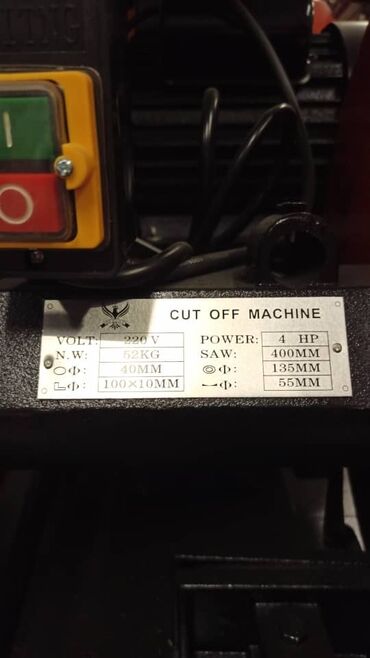 I
O
CUT OFF MACHINE
VOLT: 220 V POWER: 4 HP
N.W: 52KG SAW: 400MM
Φ: 40MM Φ: 135MM
Φ: 100×10MM Φ: 55MM